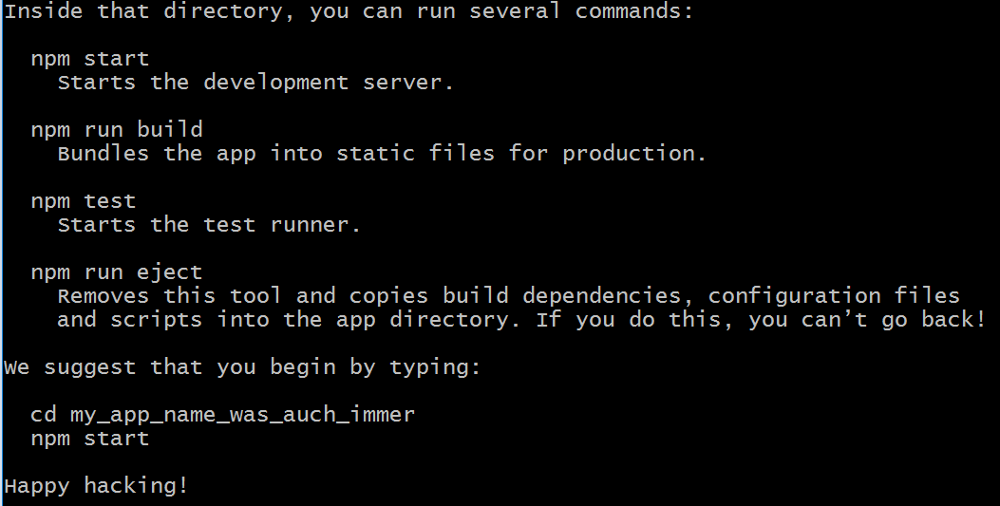 Inside that directory, you can run several commands:
npm start
Starts the development server.
npm run build
Bundles the app into static files for production.
npm test
Starts the test runner.
npm run eject
Removes this tool and copies build dependencies, configuration files
and scripts into the app directory. If you do this, you can’t go back!
We suggest that you begin by typing:
cd my_app_name_was_auch_immer
npm start
Happy hacking!